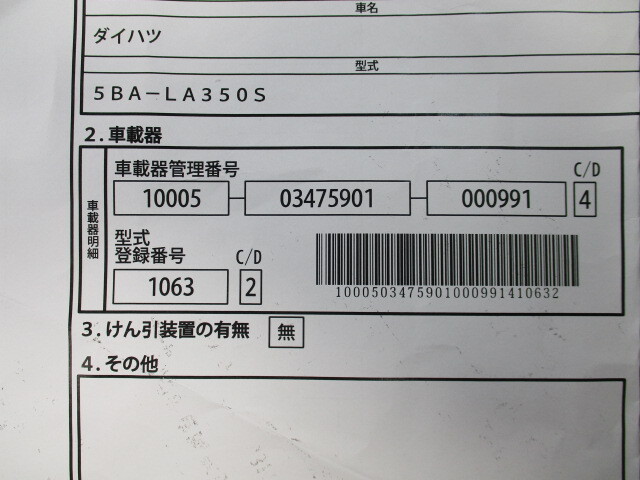 車名
ダイハツ
型式
5BA-LA350S
2.車載器
車載器明細
車載器管理番号 C/D
10005-03475901-000991 4
型式
登録番号 C/D
1063 2
1000503475901000991410632
3.けん引装置の有無 無
4.その他